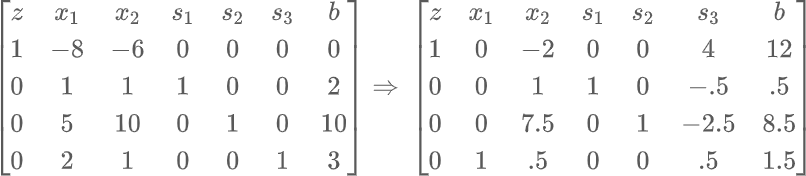 z x₁ x₂ s₁ s₂ s₃ b ⇒ z x₁ x₂ s₁ s₂ s₃ b
1 −8 −6 0 0 0 0 1 0 −2 0 0 4 12
0 1 1 1 0 0 2 0 0 1 1 0 −.5 .5
0 5 10 0 1 0 10 0 0 7.5 0 1 −2.5 8.5
0 2 1 0 0 1 3 0 1 .5 0 0 .5 1.5